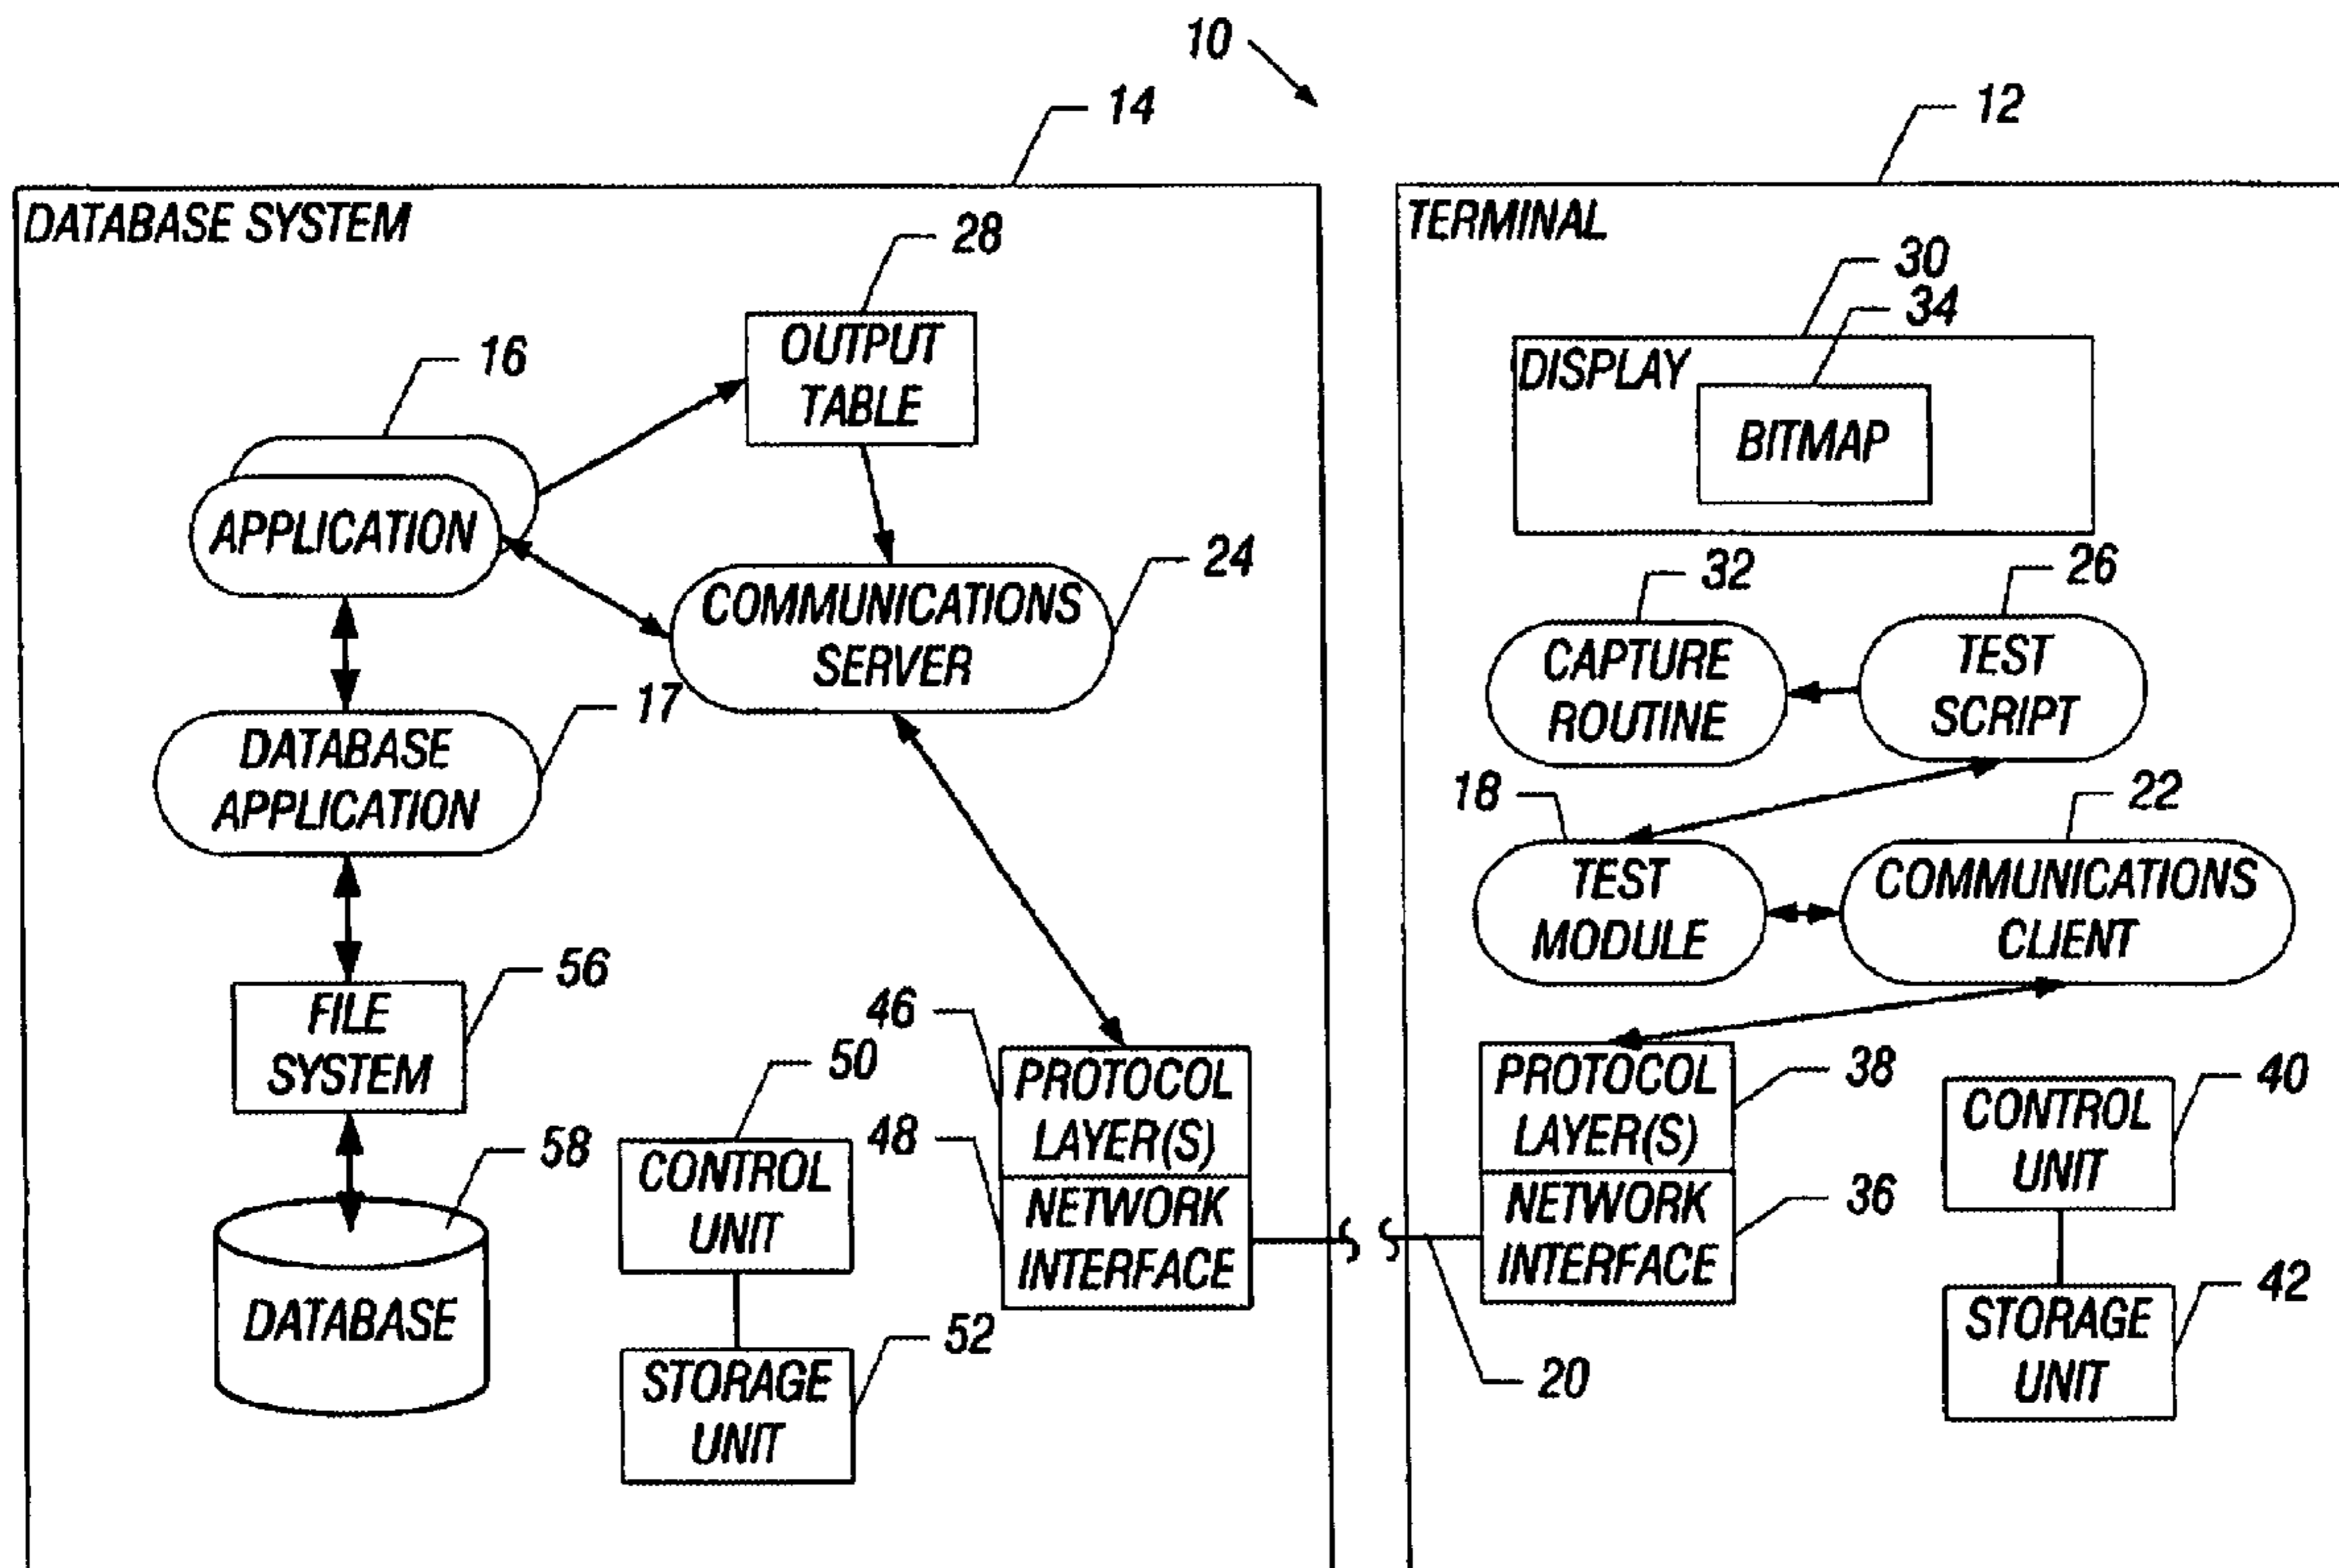 10
14
12
DATABASE SYSTEM
28
OUTPUT
TABLE
16
APPLICATION
24
COMMUNICATIONS
SERVER
17
DATABASE
APPLICATION
56
FILE
SYSTEM
58
DATABASE
50
CONTROL
UNIT
52
STORAGE
UNIT
46
PROTOCOL
LAYER(S)
48
NETWORK
INTERFACE
TERMINAL
30
34
DISPLAY
BITMAP
32
CAPTURE
ROUTINE
26
TEST
SCRIPT
18
TEST
MODULE
22
COMMUNICATIONS
CLIENT
PROTOCOL
LAYER(S)
38
NETWORK
INTERFACE
36
20
40
CONTROL
UNIT
42
STORAGE
UNIT